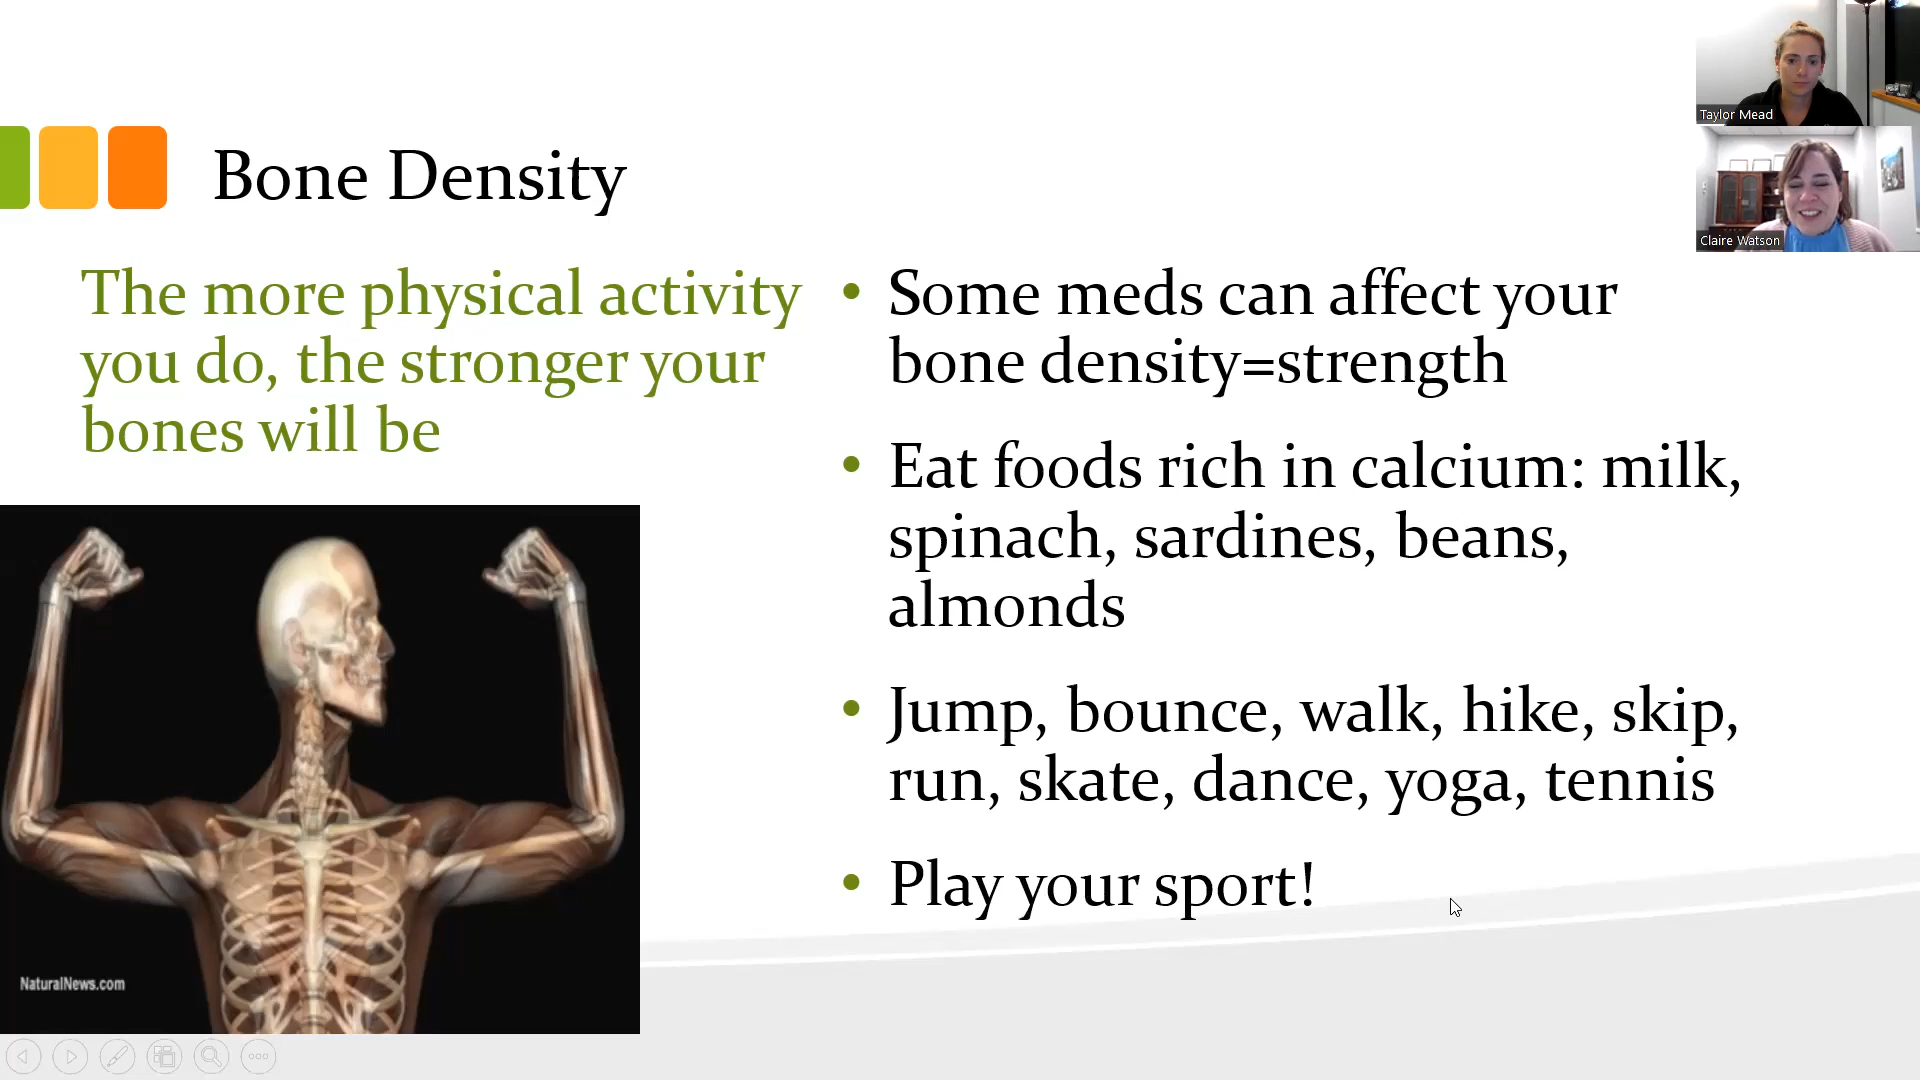 Taylor Mead
Claire Watson
Bone Density
The more physical activity
you do, the stronger your
bones will be
NaturalNews.com
• Some meds can affect your
bone density=strength
• Eat foods rich in calcium: milk,
spinach, sardines, beans,
almonds
• Jump, bounce, walk, hike, skip,
run, skate, dance, yoga, tennis
• Play your sport!